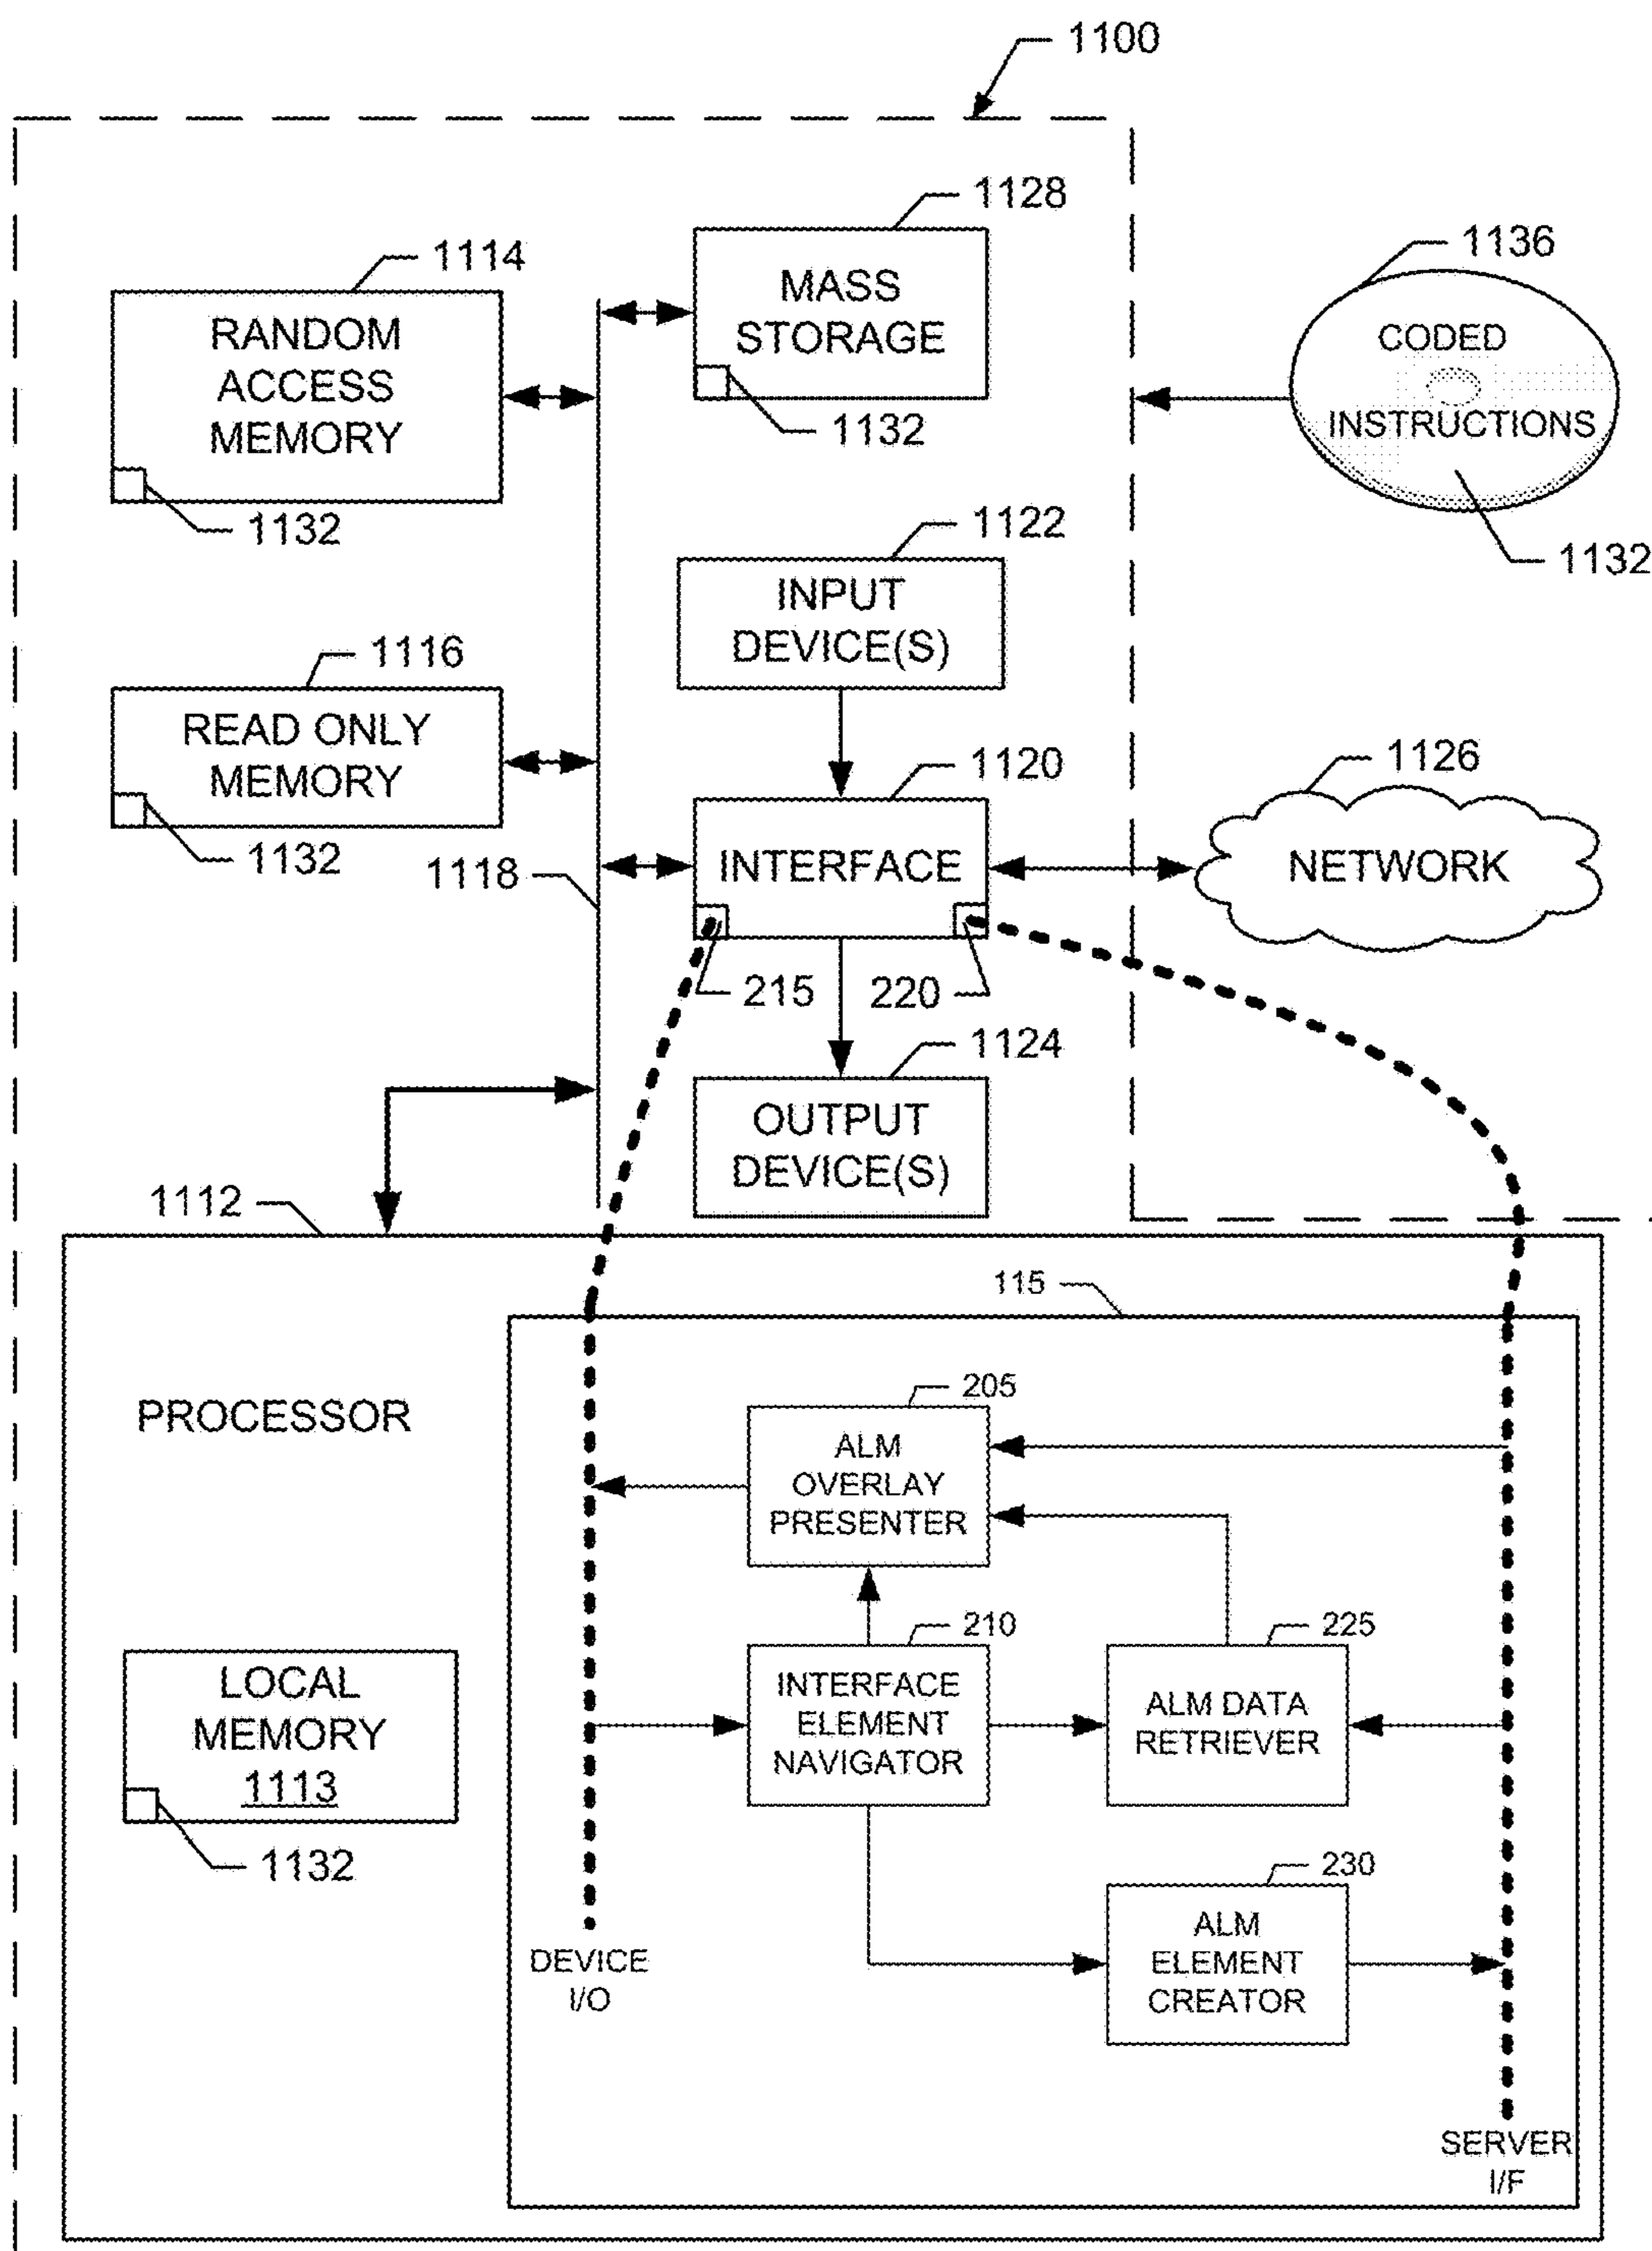 1100
1128
MASS
STORAGE
1132
1114
RANDOM
ACCESS
MEMORY
1132
1136
CODED
INSTRUCTIONS
1132
1122
INPUT
DEVICE(S)
1116
READ ONLY
MEMORY
1132
1118
1120
INTERFACE
215
220
1126
NETWORK
1124
OUTPUT
DEVICE(S)
1112
PROCESSOR
LOCAL
MEMORY
1113
1132
115
205
ALM
OVERLAY
PRESENTER
210
INTERFACE
ELEMENT
NAVIGATOR
225
ALM DATA
RETRIEVER
230
ALM
ELEMENT
CREATOR
DEVICE
I/O
SERVER
I/F